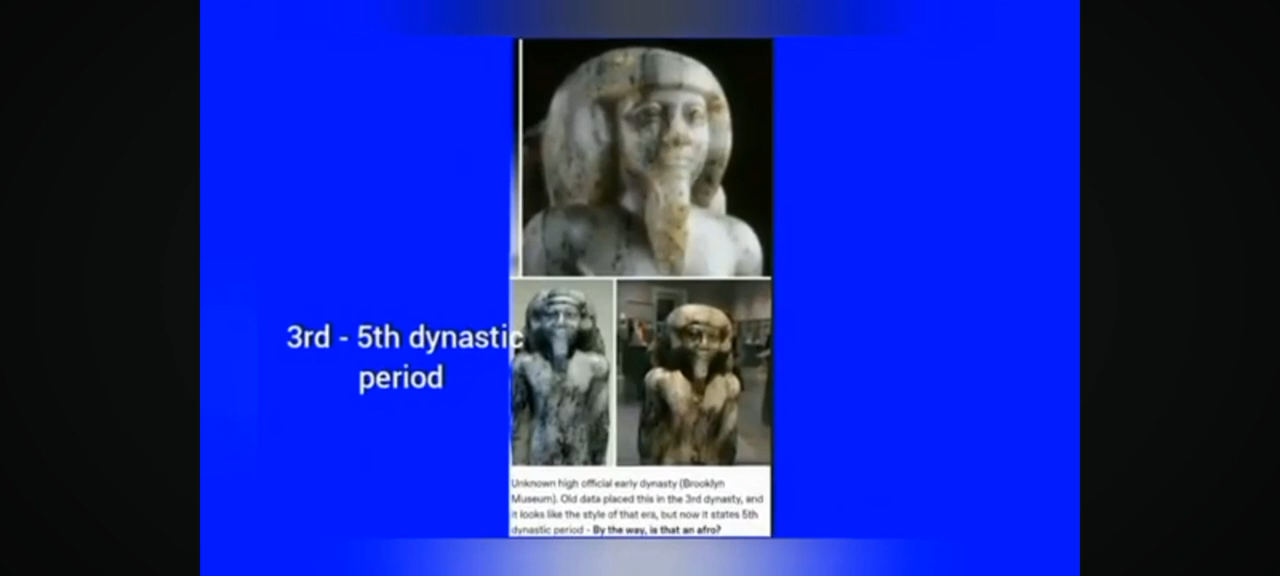 3rd - 5th dynastic
period
Unknown high official early dynasty (Brooklyn
Museum). Old data placed this in the 3rd dynasty, and
it looks like the style of that era, but now it states 5th
dynastic period - By the way, is that an afro?